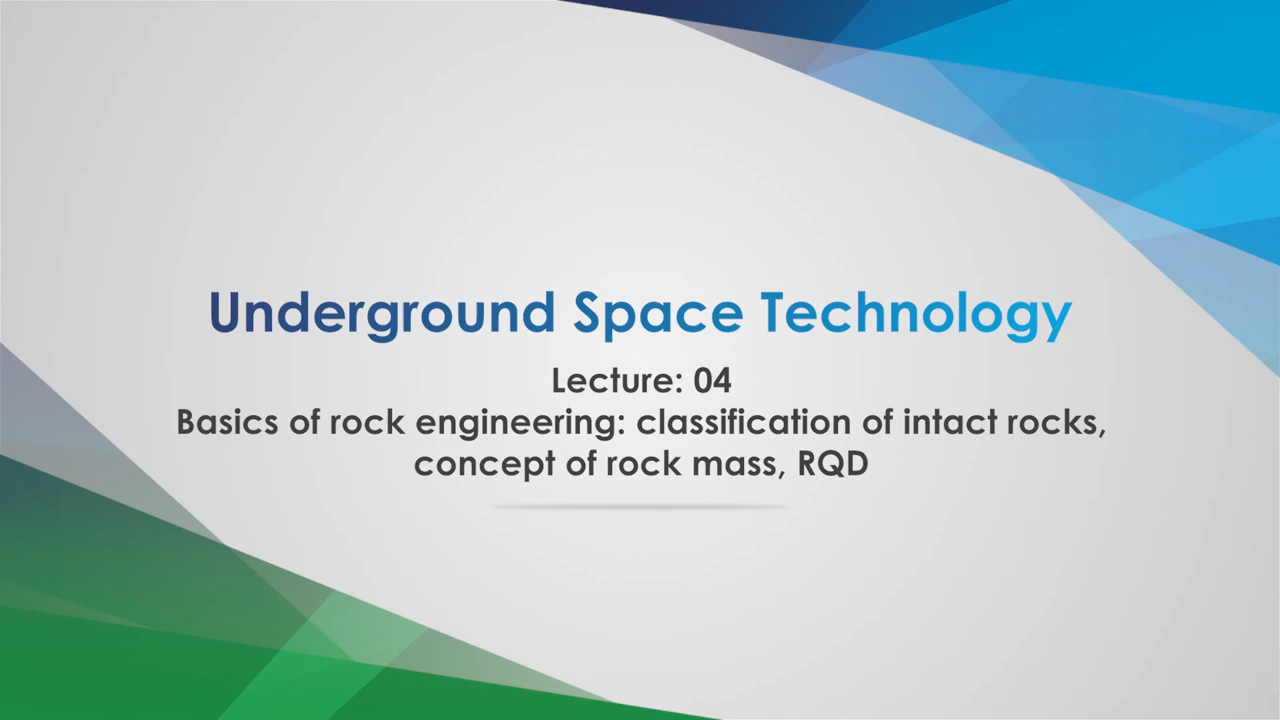 Underground Space Technology
Lecture: 04
Basics of rock engineering: classification of intact rocks,
concept of rock mass, RQD